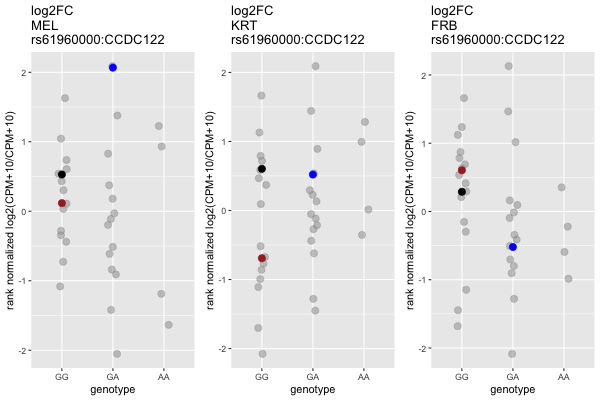 log2FC
MEL
rs61960000:CCDC122
rank normalized log2(CPM+10/CPM+10)
2
1
0
-1
-2
GG GA AA
genotype
log2FC
KRT
rs61960000:CCDC122
rank normalized log2(CPM+10/CPM+10)
2
1
0
-1
-2
GG GA AA
genotype
log2FC
FRB
rs61960000:CCDC122
rank normalized log2(CPM+10/CPM+10)
2
1
0
-1
-2
GG GA AA
genotype